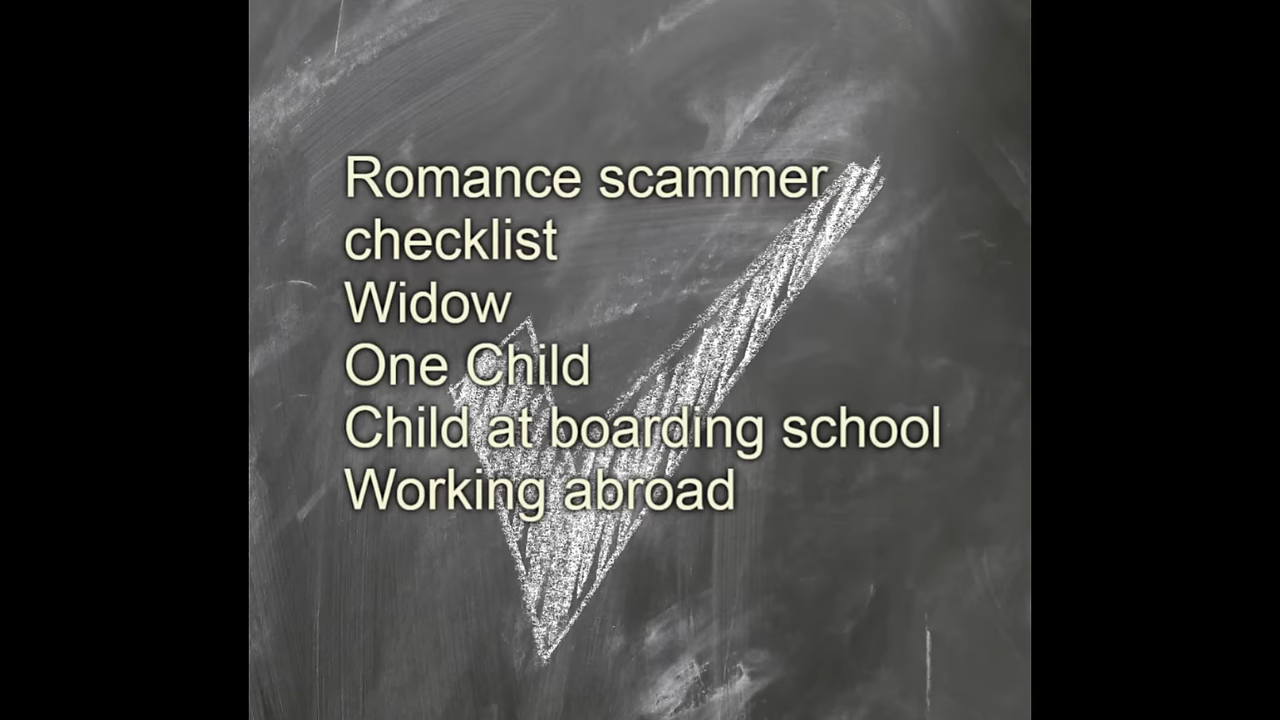 Romance scammer
checklist
Widow
One Child
Child at boarding school
Working abroad